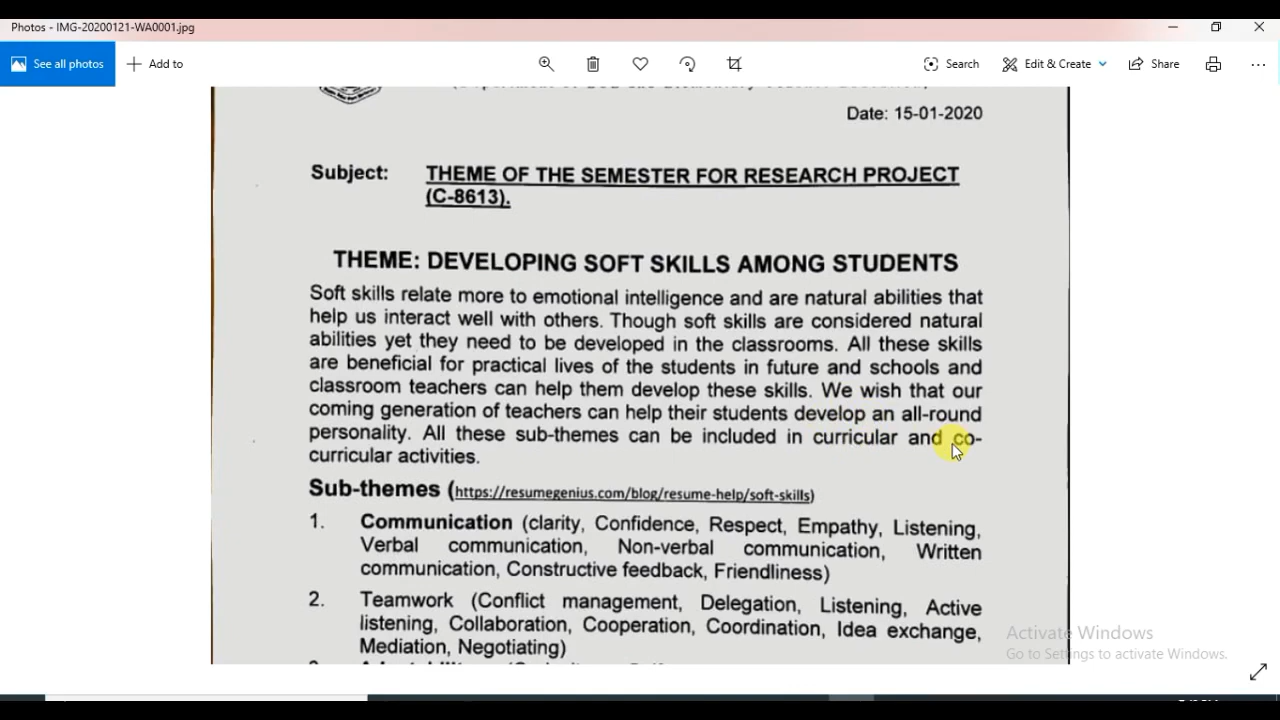 Photos - IMG-20200121-WA0001.jpg
See all photos
Add to
Search
Edit & Create
Share
Date: 15-01-2020
Subject: THEME OF THE SEMESTER FOR RESEARCH PROJECT
(C-8613).
THEME: DEVELOPING SOFT SKILLS AMONG STUDENTS
Soft skills relate more to emotional intelligence and are natural abilities that
help us interact well with others. Though soft skills are considered natural
abilities yet they need to be developed in the classrooms. All these skills
are beneficial for practical lives of the students in future and schools and
classroom teachers can help them develop these skills. We wish that our
coming generation of teachers can help their students develop an all-round
personality. All these sub-themes can be included in curricular and co-
curricular activities.
Sub-themes (https://resumegenius.com/blog/resume-help/soft-skills)
1. Communication (clarity, Confidence, Respect, Empathy, Listening,
Verbal communication, Non-verbal communication, Written
communication, Constructive feedback, Friendliness)
2. Teamwork (Conflict management, Delegation, Listening, Active
listening, Collaboration, Cooperation, Coordination, Idea exchange,
Mediation, Negotiating)
Activate Windows
Go to Settings to activate Windows.